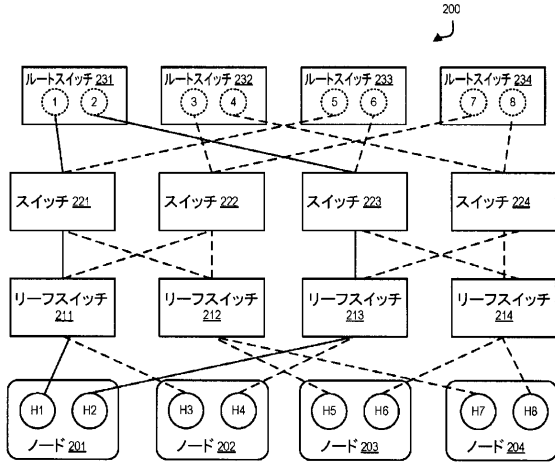 200
ルートスイッチ 231
1 2
ルートスイッチ 232
3 4
ルートスイッチ 233
5 6
ルートスイッチ 234
7 8
スイッチ 221
スイッチ 222
スイッチ 223
スイッチ 224
リーフスイッチ
211
リーフスイッチ
212
リーフスイッチ
213
リーフスイッチ
214
H1 H2
ノード 201
H3 H4
ノード 202
H5 H6
ノード 203
H7 H8
ノード 204